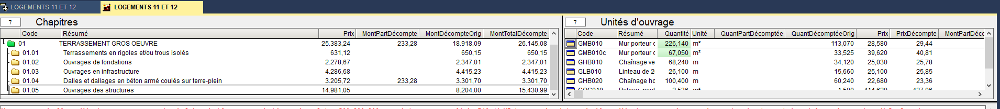 LOGEMENTS 11 ET 12 LOGEMENTS 11 ET 12
7 Chapitres
Code Résumé Prix MontPartDécompte MontDécompteOrig MontTotalDécompte
01 TERRASSEMENT GROS OEUVRE 25.383,24 233,28 18.918,09 26.145,08
01.01 Terrassements en rigoles et/ou trous isolés 631,12 650,15 650,15
01.02 Ouvrages de fondations 2.278,67 2.347,01 2.347,01
01.03 Ouvrages en infrastructure 4.286,68 4.415,23 4.415,23
01.04 Dalles et dallages en béton armé coulés sur terre-plein 3.205,72 233,28 3.301,70 3.301,70
01.05 Ouvrages des structures 14.981,05 8.204,00 15.430,99
7 Unités d'ouvrage
Code Résumé Quantité Unité QuantPartDécomptée QuantDécomptéeOrig Prix PrixDécompte MontPartDéco
GMB010 Mur porteur c 226,140 m² 113,070 28,580 29,44
GMB010c Mur porteur c 67,050 m² 33,525 39,620 40,81
GHB010 Chaînage ve 68,240 m 34,120 25,030 25,78
GLB010 Linteau de 2 26,100 m 15,660 25,100 25,85
GHB020 Chaînage hc 100,400 m 60,240 22,680 23,36